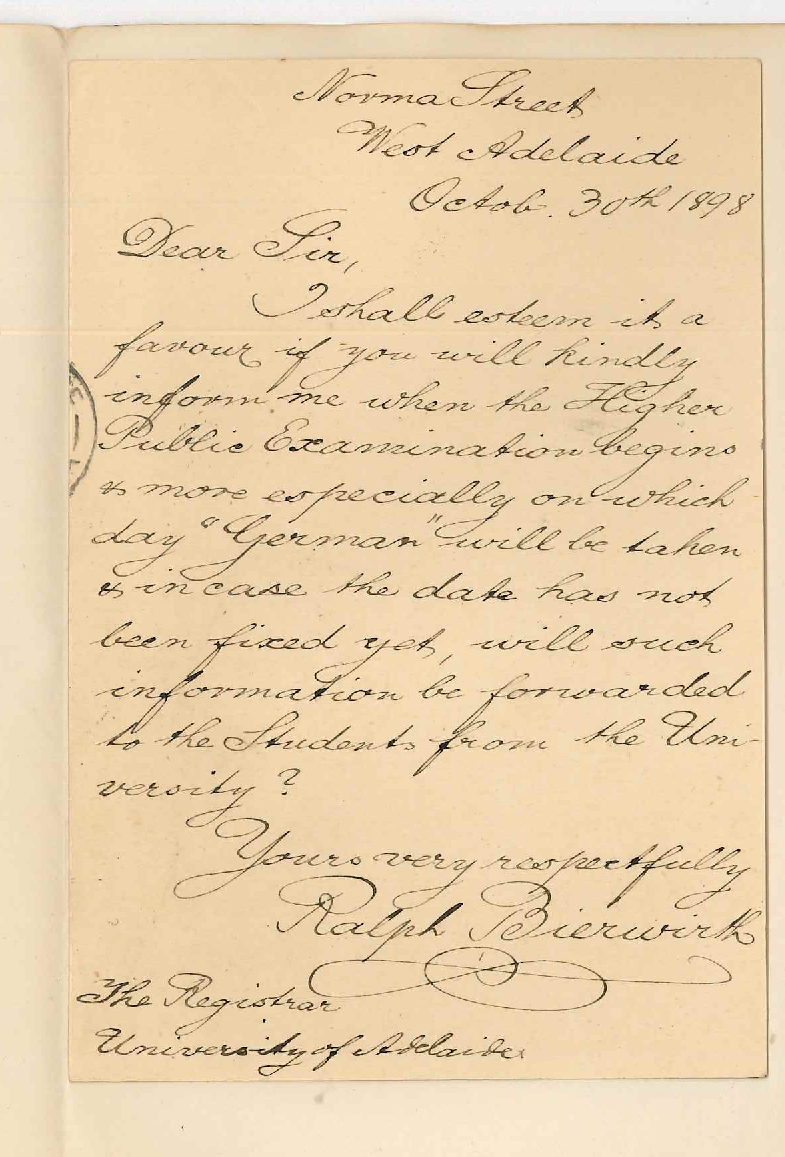 Norma Street
West Adelaide
Octob. 30th 1898
Dear Sir,
I shall esteem it a
favour if you will kindly
inform me when the Higher
Public Examination begins
& more especially on which
day "German" will be taken
& in case the date has not
been fixed yet, will such
information be forwarded
to the Students from the Uni-
versity?
Yours very respectfully
Ralph Bierwirth
The Registrar
University of Adelaide